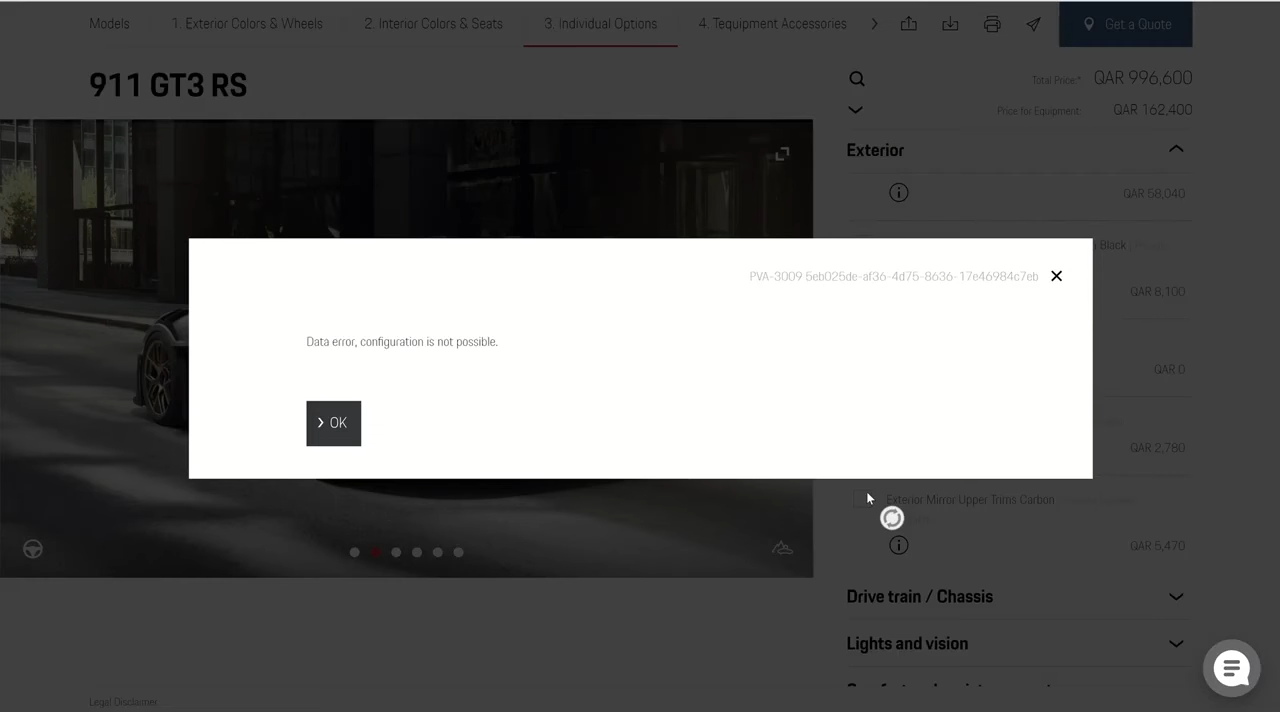 Models
1. Exterior Colors & Wheels
2. Interior Colors & Seats
3. Individual Options
4. Tequipment Accessories
Get a Quote
911 GT3 RS
Total Price:*
QAR 996,600
Price for Equipment:
QAR 162,400
Exterior
QAR 58,040
Black
QAR 8,100
QAR 0
QAR 2,780
PVA-3009 5eb025de-af36-4d75-8636-17e46984c7eb
Data error, configuration is not possible.
OK
Exterior Mirror Upper Trims Carbon
QAR 5,470
Drive train / Chassis
Lights and vision
Legal Disclaimer